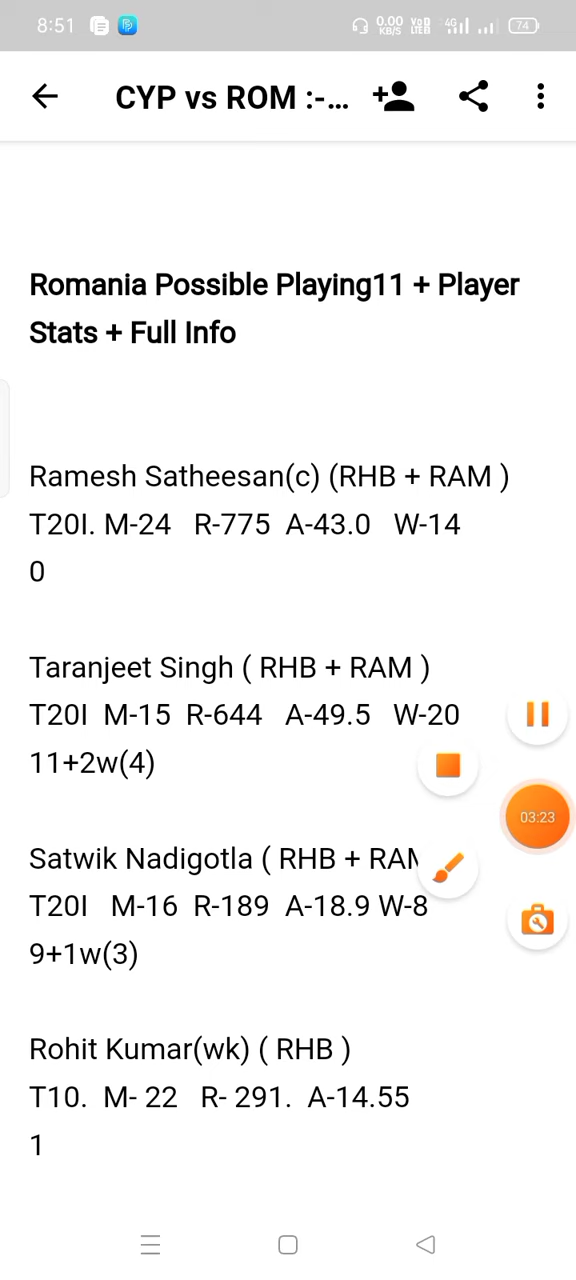 8:51
0.00
KB/S
Vo
LTE
4G
74
CYP vs ROM :-...
Romania Possible Playing11 + Player
Stats + Full Info
Ramesh Satheesan(c) (RHB + RAM )
T20I. M-24 R-775 A-43.0 W-14
0
Taranjeet Singh ( RHB + RAM )
T20I M-15 R-644 A-49.5 W-20
11+2w(4)
03:23
Satwik Nadigotla ( RHB + RAM
T20I M-16 R-189 A-18.9 W-8
9+1w(3)
Rohit Kumar(wk) ( RHB )
T10. M- 22 R- 291. A-14.55
1